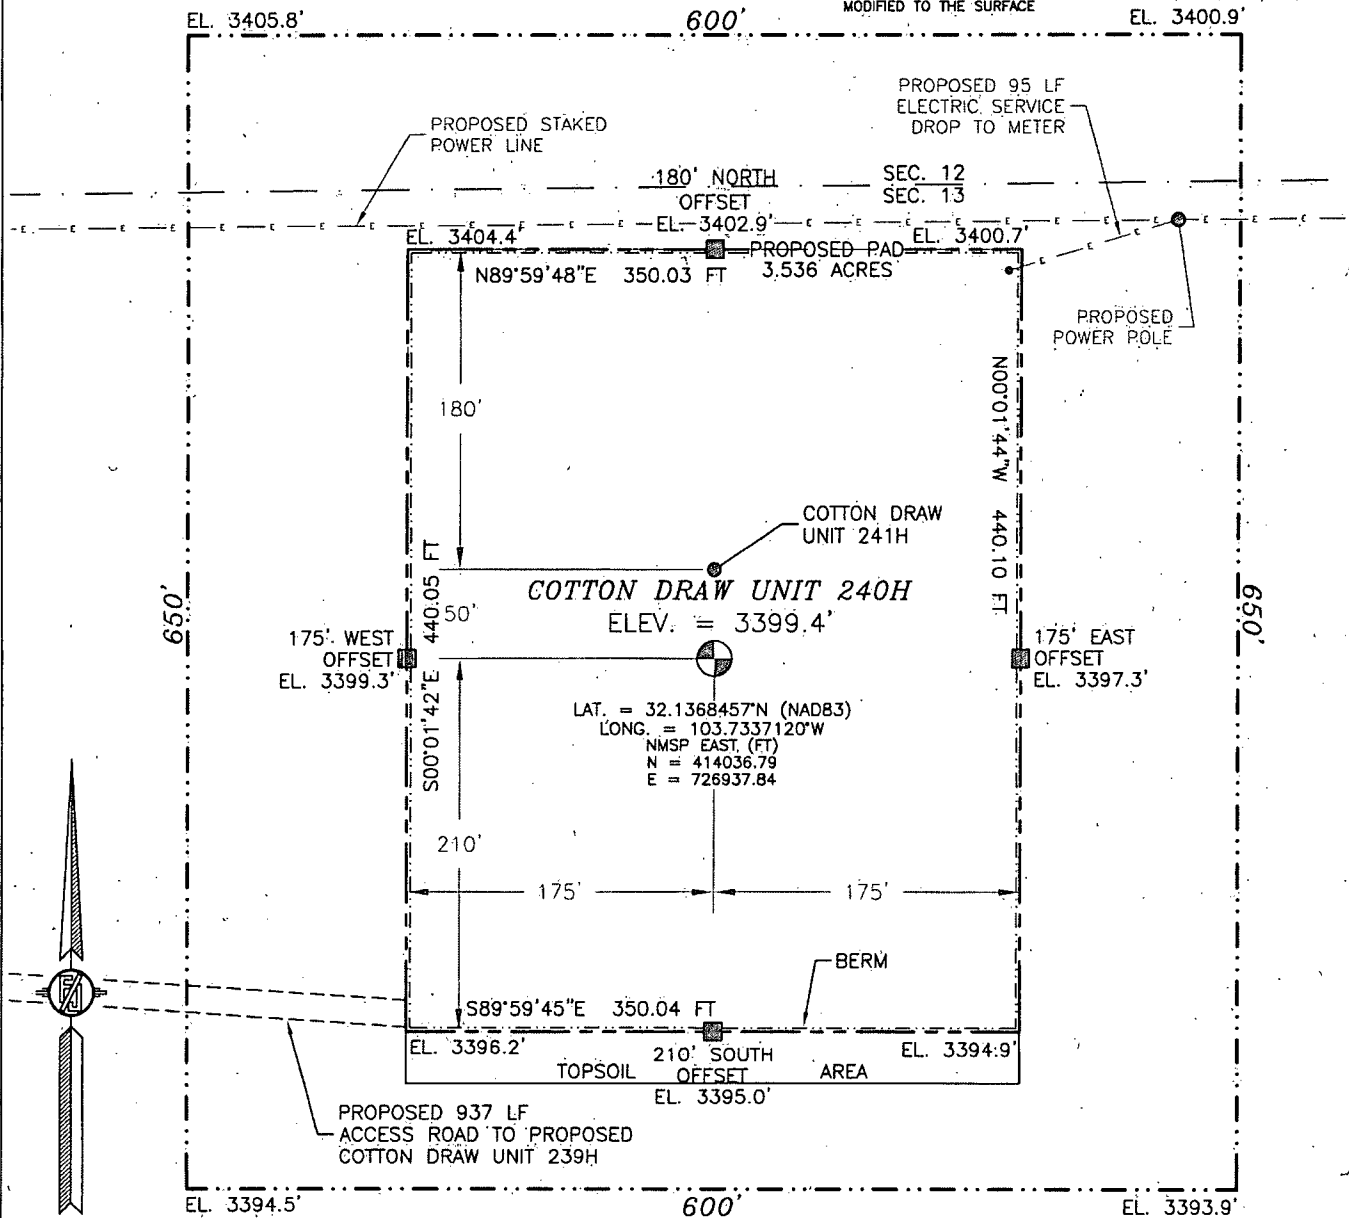 MODIFIED TO THE SURFACE
EL. 3405.8'
600'
EL. 3400.9'
PROPOSED STAKED
POWER LINE
PROPOSED 95 LF
ELECTRIC SERVICE
DROP TO METER
180' NORTH
OFFSET
EL. 3402.9'
SEC. 12
SEC. 13
E E E E E E E E E E E
EL. 3404.4'
EL. 3400.7'
PROPOSED PAD
3.536 ACRES
N89°59'48"E 350.03 FT
PROPOSED
POWER POLE
N00°01'44"W 440.10 FT
180'
COTTON DRAW
UNIT 241H
COTTON DRAW UNIT 240H
ELEV. = 3399.4'
50'
S00°01'42"E 440.05 FT
650'
650'
175' WEST
OFFSET
EL. 3399.3'
175' EAST
OFFSET
EL. 3397.3'
LAT. = 32.1368457°N (NAD83)
LONG. = 103.7337120°W
NMSP EAST (FT)
N = 414036.79
E = 726937.84
210'
175'
175'
BERM
S89°59'45"E 350.04 FT
EL. 3396.2'
EL. 3394.9'
210' SOUTH
OFFSET
EL. 3395.0'
TOPSOIL AREA
PROPOSED 937 LF
ACCESS ROAD TO PROPOSED
COTTON DRAW UNIT 239H
EL. 3394.5'
600'
EL. 3393.9'